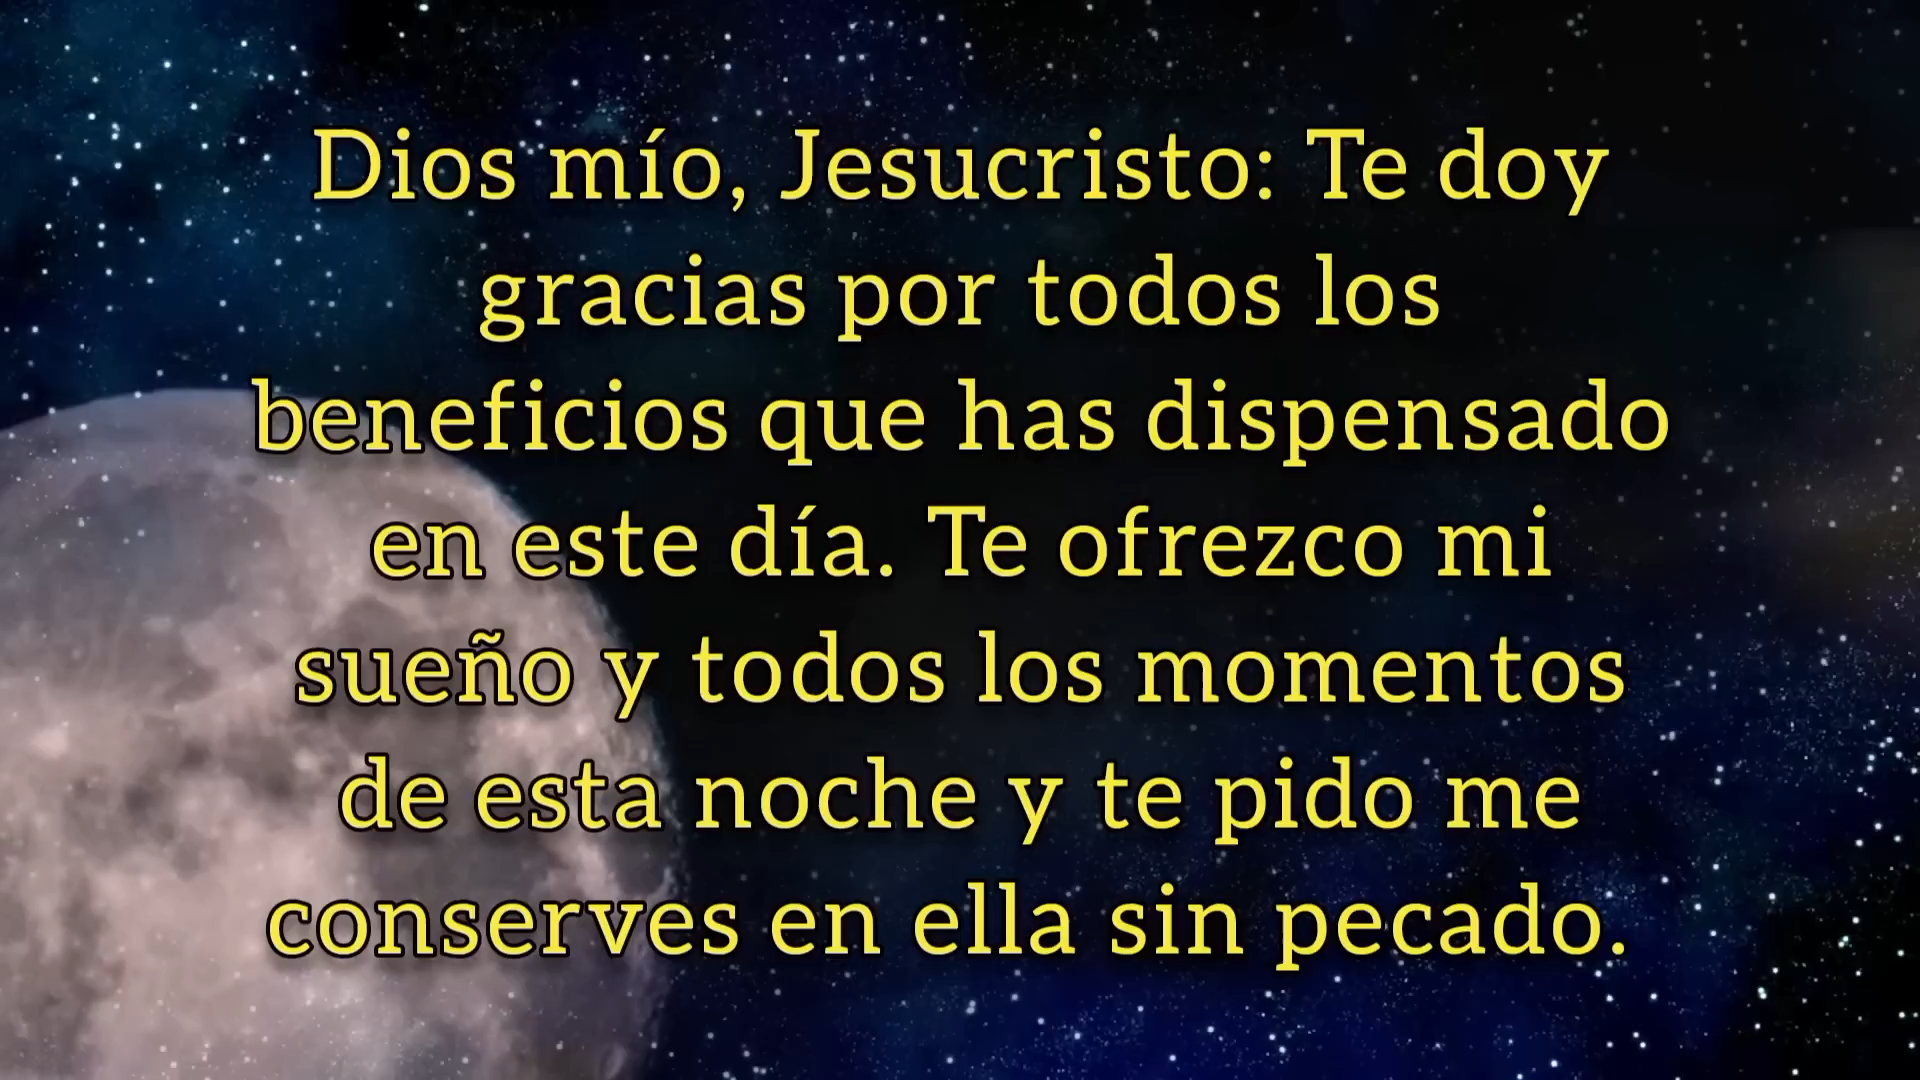 Dios mío, Jesucristo: Te doy
gracias por todos los
beneficios que has dispensado
en este día. Te ofrezco mi
sueño y todos los momentos
de esta noche y te pido me
conserves en ella sin pecado.